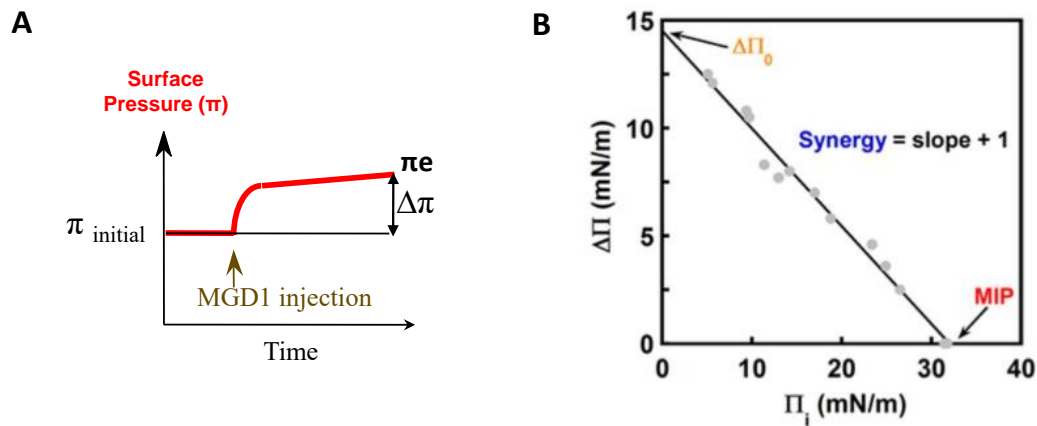 A
Surface
Pressure (π)
πe
Δπ
π initial
MGD1 injection
Time
B
15
10
5
0
ΔΠ (mN/m)
ΔΠ0
Synergy = slope + 1
MIP
0 10 20 30 40
Πi (mN/m)